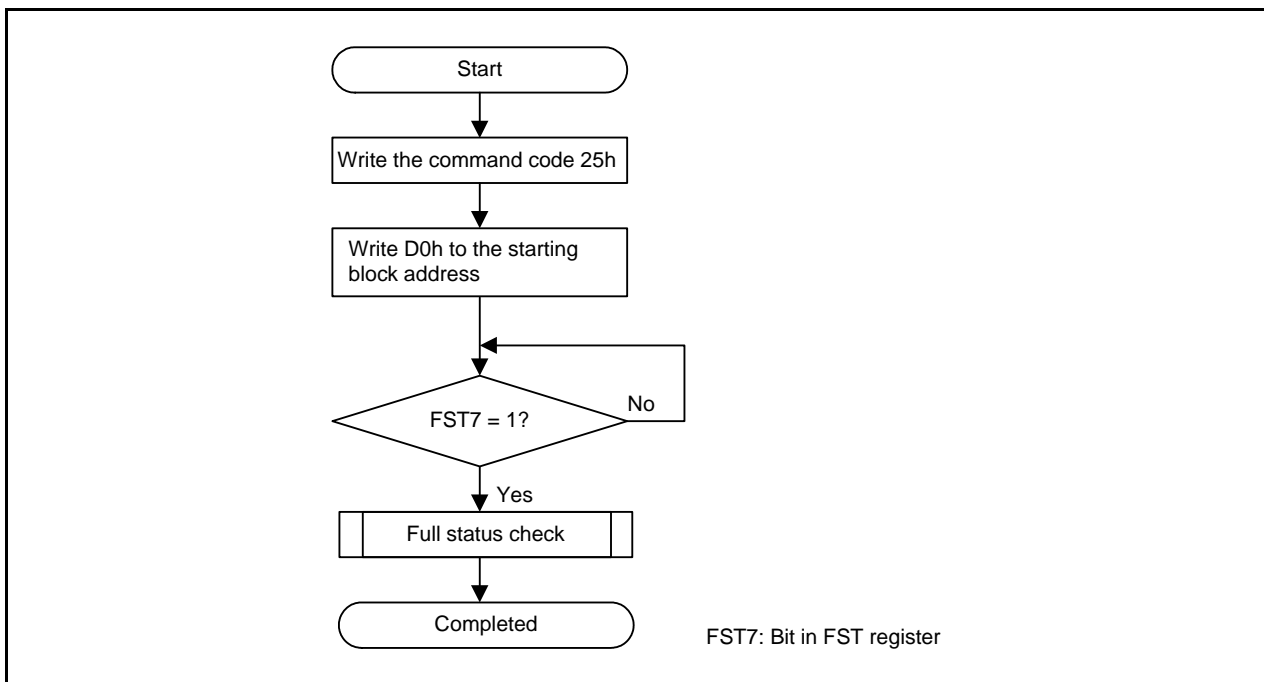 Start
Write the command code 25h
Write D0h to the starting
block address
FST7 = 1?
No
Yes
Full status check
Completed
FST7: Bit in FST register